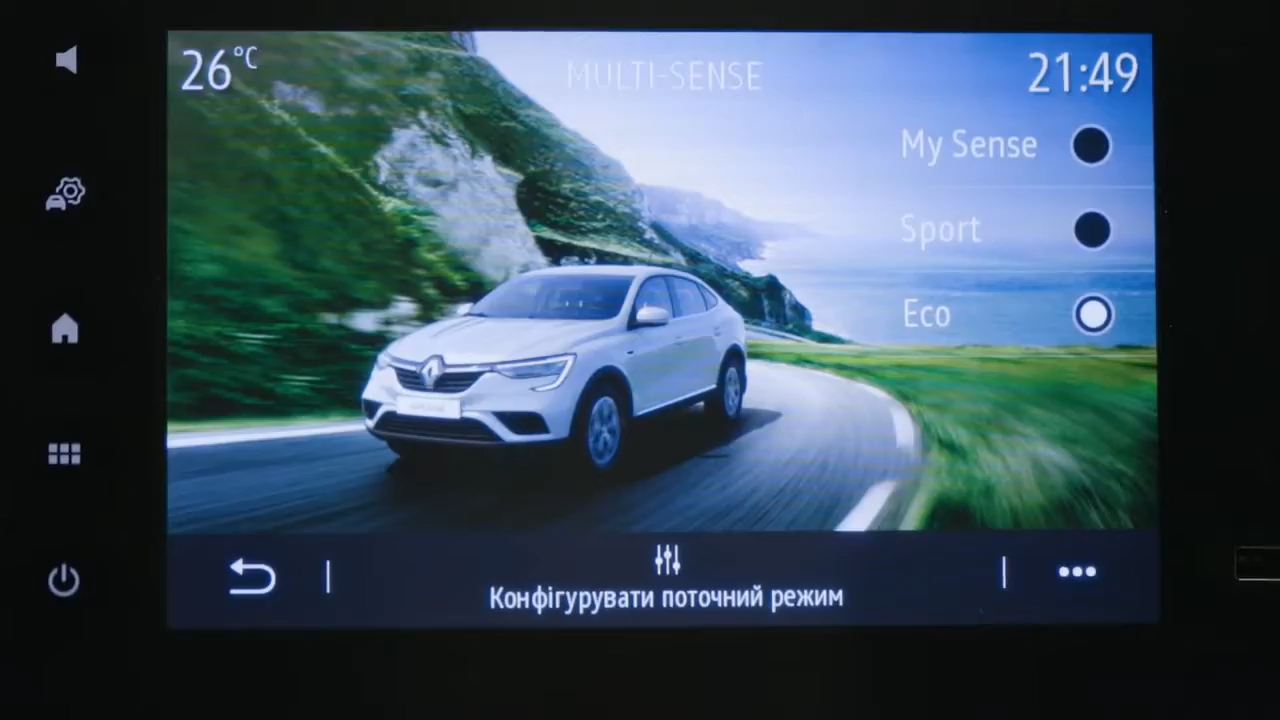 26°C
MULTI-SENSE
21:49
My Sense
Sport
Eco
Конфігурувати поточний режим